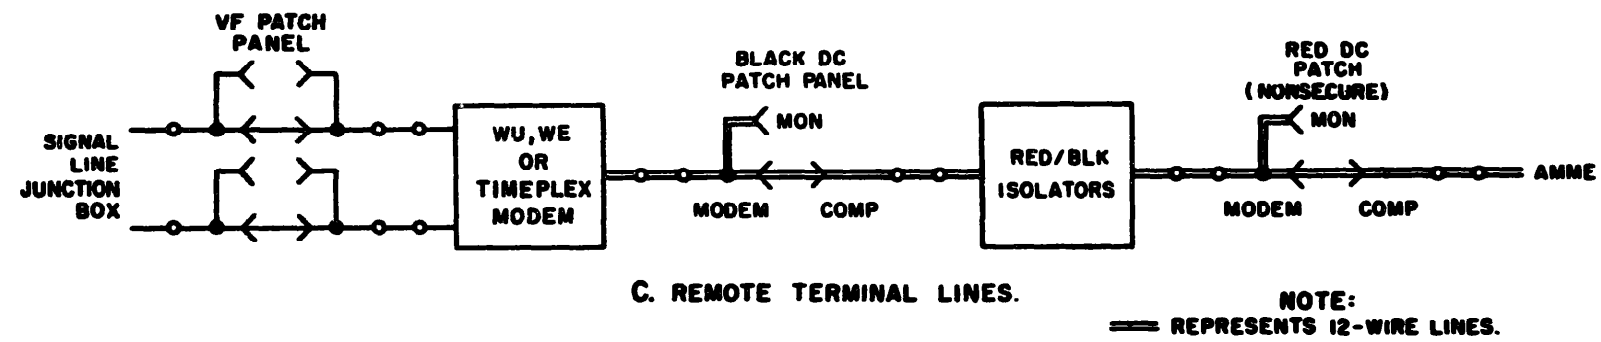 VF PATCH
PANEL
SIGNAL
LINE
JUNCTION
BOX
WU, WE
OR
TIMEPLEX
MODEM
BLACK DC
PATCH PANEL
MON
MODEM
COMP
RED/BLK
ISOLATORS
RED DC
PATCH
(NONSECURE)
MON
MODEM
COMP
AMME
C. REMOTE TERMINAL LINES.
NOTE:
REPRESENTS 12-WIRE LINES.